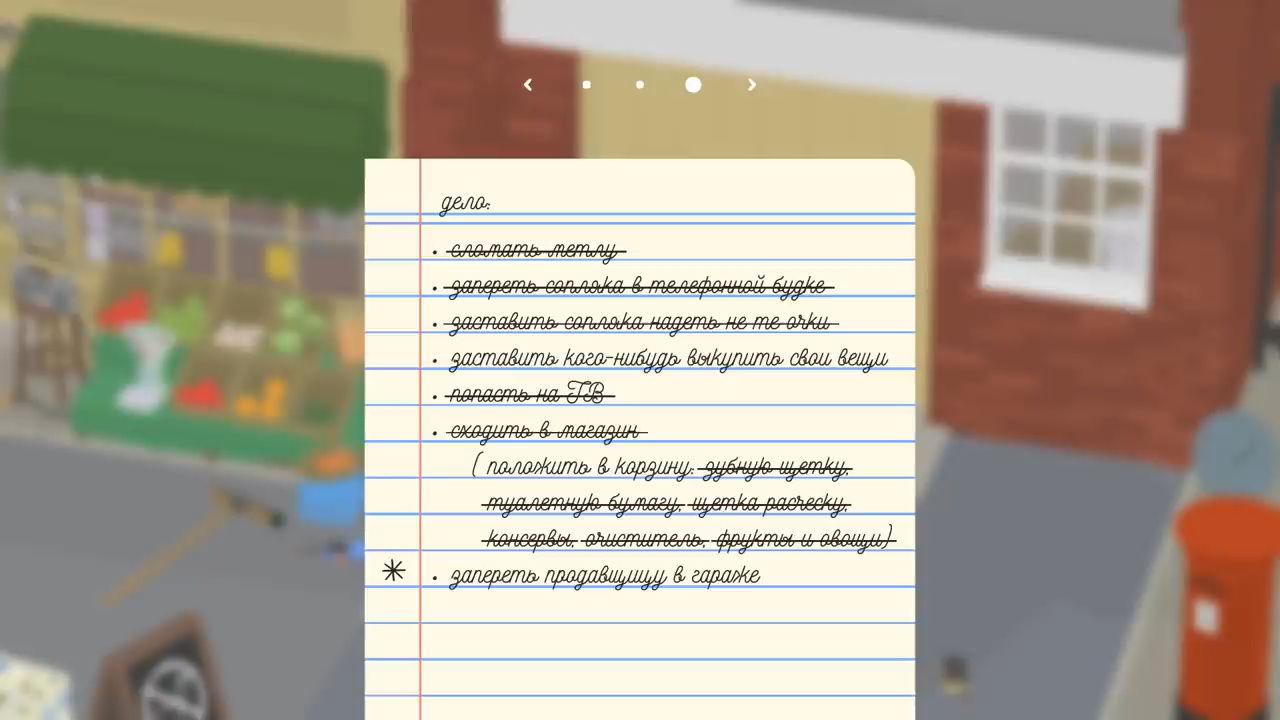 дело:
• сломать метлу
• запереть сопляка в телефонной будке
• заставить сопляка надеть не те очки
• заставить кого-нибудь выкупить свои вещи
• попасть на ТВ
• сходить в магазин
( положить в корзину: зубную щетку,
туалетную бумагу, щетка расческу,
консервы, очиститель, фрукты и овощи)
* • запереть продавщицу в гараже